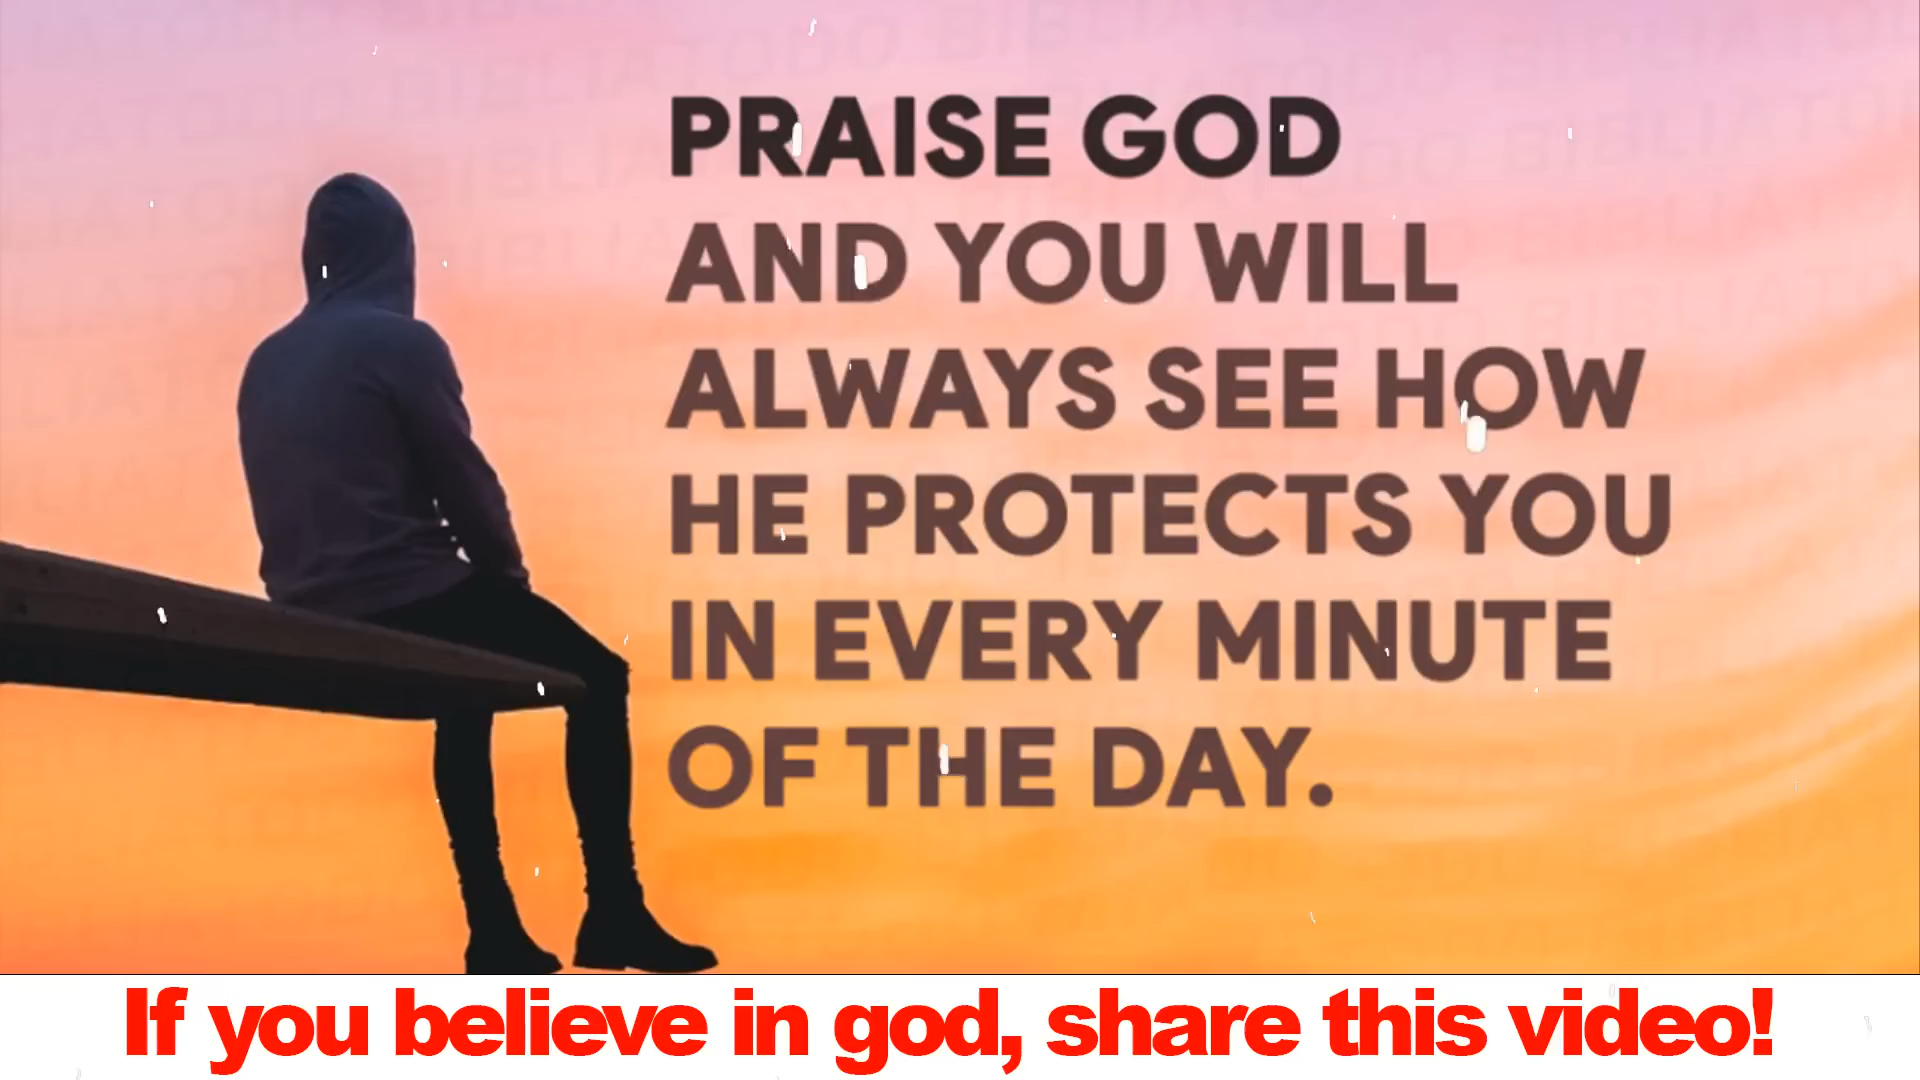 PRAISE GOD
AND YOU WILL
ALWAYS SEE HOW
HE PROTECTS YOU
IN EVERY MINUTE
OF THE DAY.
If you believe in god, share this video!
BIBLIATODO